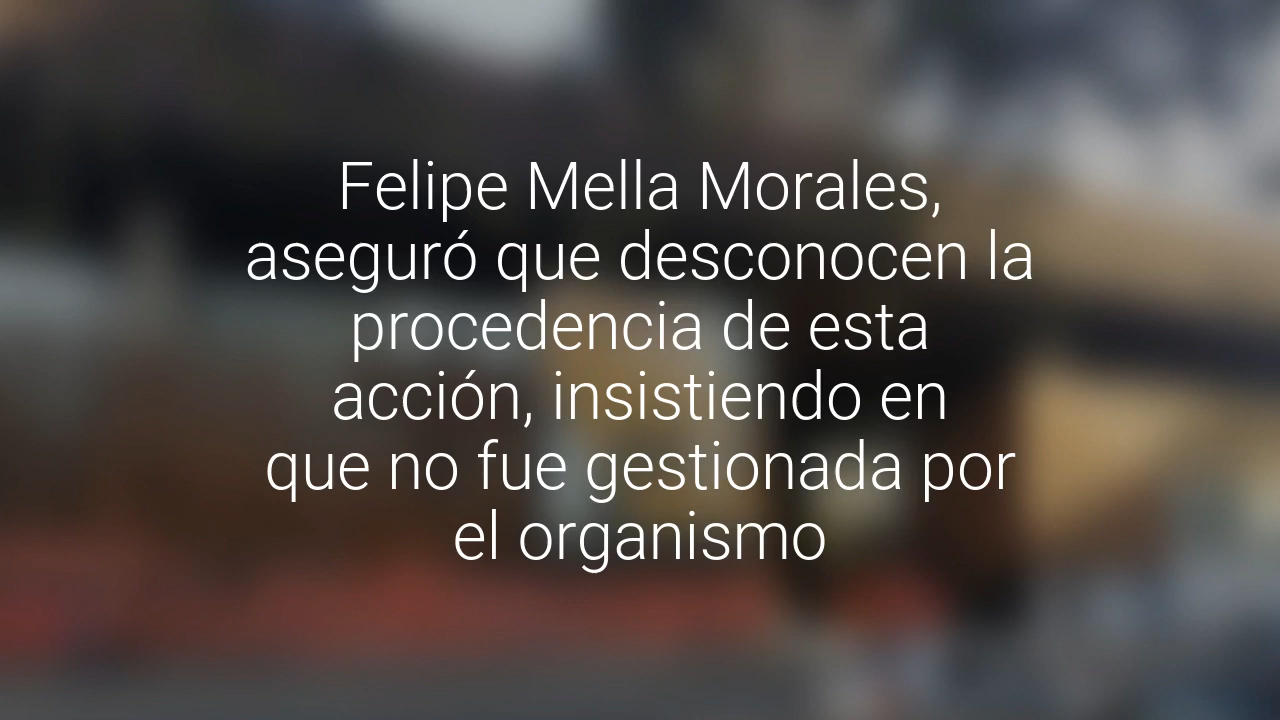 Felipe Mella Morales,
aseguró que desconocen la
procedencia de esta
acción, insistiendo en
que no fue gestionada por
el organismo